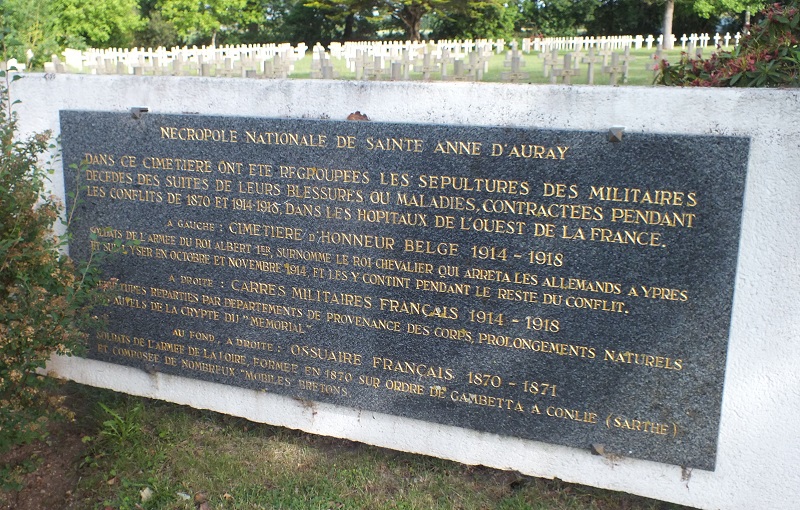 NECROPOLE NATIONALE DE SAINTE ANNE D'AURAY
DANS CE CIMETIERE ONT ETE REGROUPEES LES SEPULTURES DES MILITAIRES
DECEDES DES SUITES DE LEURS BLESSURES OU MALADIES, CONTRACTEES PENDANT
LES CONFLITS DE 1870 ET 1914-1918, DANS LES HOPITAUX DE L'OUEST DE LA FRANCE.
A GAUCHE : CIMETIERE D'HONNEUR BELGE 1914 - 1918
SOLDATS DE L'ARMEE DU ROI ALBERT 1ER, SURNOMME LE ROI CHEVALIER QUI ARRETA LES ALLEMANDS A YPRES
ET SUR L'YSER EN OCTOBRE ET NOVEMBRE 1914, ET LES Y CONTINT PENDANT LE RESTE DU CONFLIT.
A DROITE : CARRES MILITAIRES FRANÇAIS 1914 - 1918
REPARTIES PAR DEPARTEMENTS DE PROVENANCE DES CORPS, PROLONGEMENTS NATURELS
AUTELS DE LA CRYPTE DU "MEMORIAL"
AU FOND, A DROITE : OSSUAIRE FRANÇAIS 1870 - 1871
SOLDATS DE L'ARMEE DE LA LOIRE, FORMEE EN 1870 SUR ORDRE DE GAMBETTA A CONLIE (SARTHE)
ET COMPOSEE DE NOMBREUX "MOBILES BRETONS"